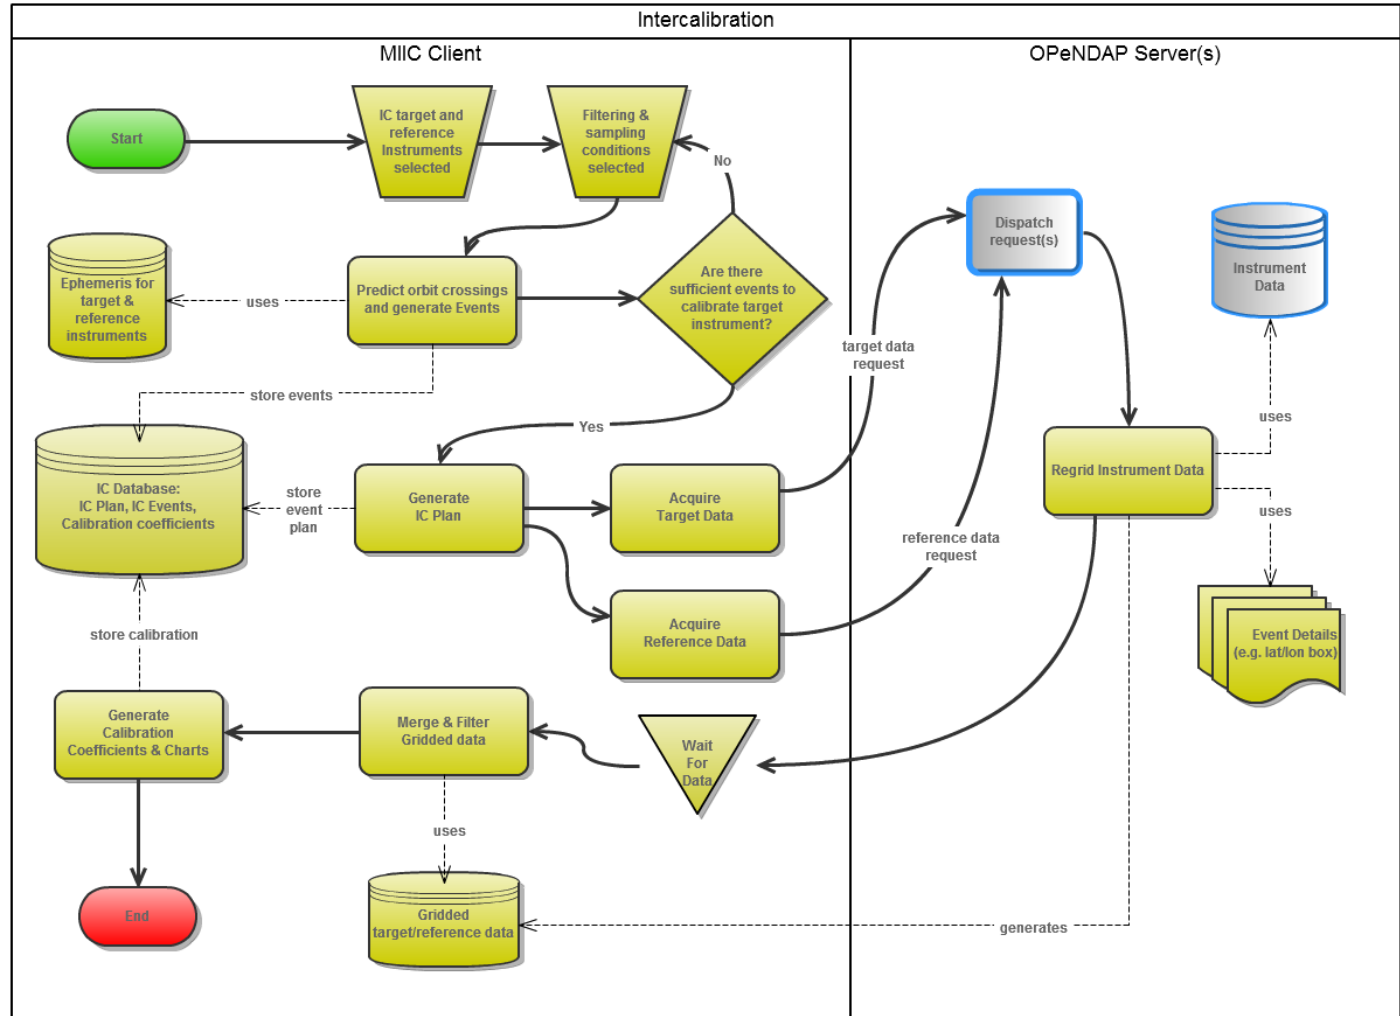 Intercalibration
MIIC Client
OPeNDAP Server(s)
Start
IC target and
reference
Instruments
selected
Filtering &
sampling
conditions
selected
No
Dispatch
request(s)
Instrument
Data
Ephemeris for
target &
reference
instruments
uses
Predict orbit crossings
and generate Events
Are there
sufficient events to
calibrate target
instrument?
target data
request
store events
Yes
uses
IC Database:
IC Plan, IC Events,
Calibration coefficients
store
event
plan
Generate
IC Plan
Acquire
Target Data
Regrid Instrument Data
uses
reference data
request
store calibration
Acquire
Reference Data
Event Details
(e.g. lat/lon box)
Generate
Calibration
Coefficients & Charts
Merge & Filter
Gridded data
Wait
For
Data
uses
End
Gridded
target/reference data
generates